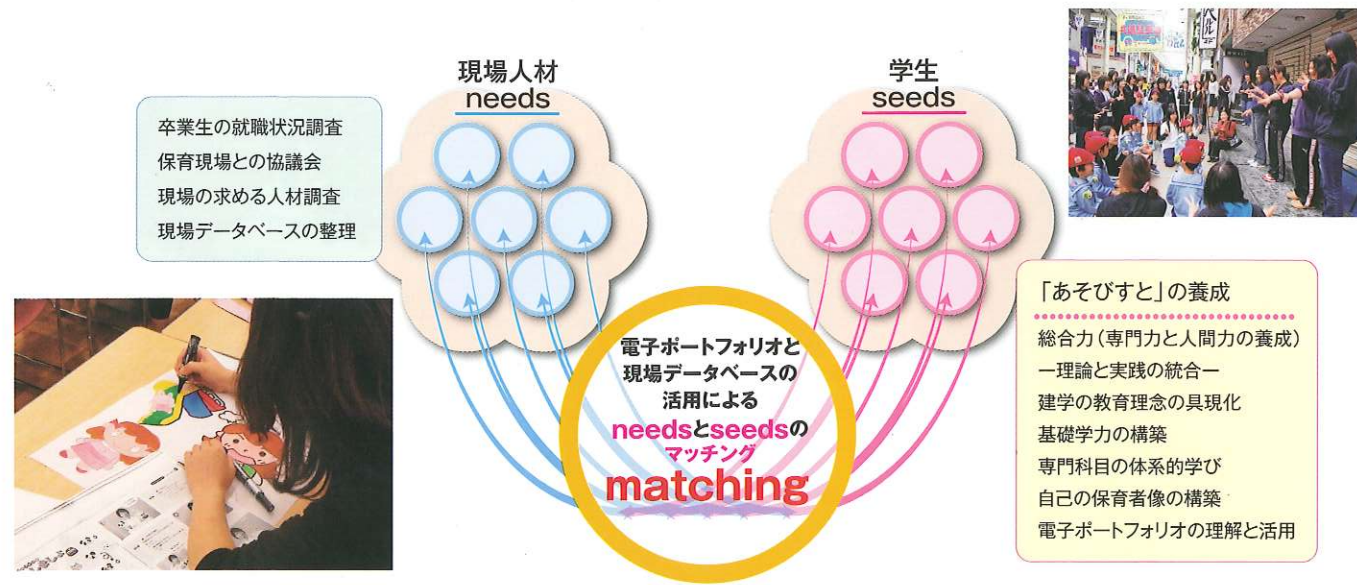 現場人材
needs
学生
seeds
卒業生の就職状況調査
保育現場との協議会
現場の求める人材調査
現場データベースの整理
電子ポートフォリオと
現場データベースの
活用による
needsとseedsの
マッチング
matching
「あそびすと」の養成
総合力(専門力と人間力の養成)
ー理論と実践の統合ー
建学の教育理念の具現化
基礎学力の構築
専門科目の体系的学び
自己の保育者像の構築
電子ポートフォリオの理解と活用